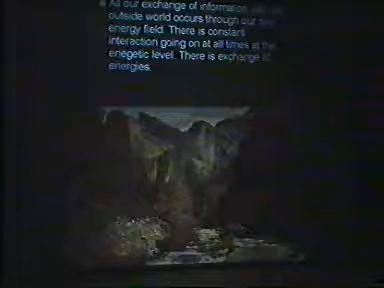 All our exchange of information
outside world occurs through our
energy field. There is constant
interaction going on at all times at the
enegetic level. There is exchange of
energies.